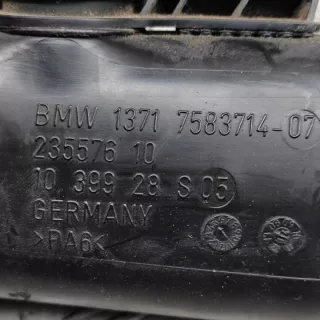 BMW 1371 7583714-07
235576 10
10 399 28 S 05
GERMANY
>PA6<